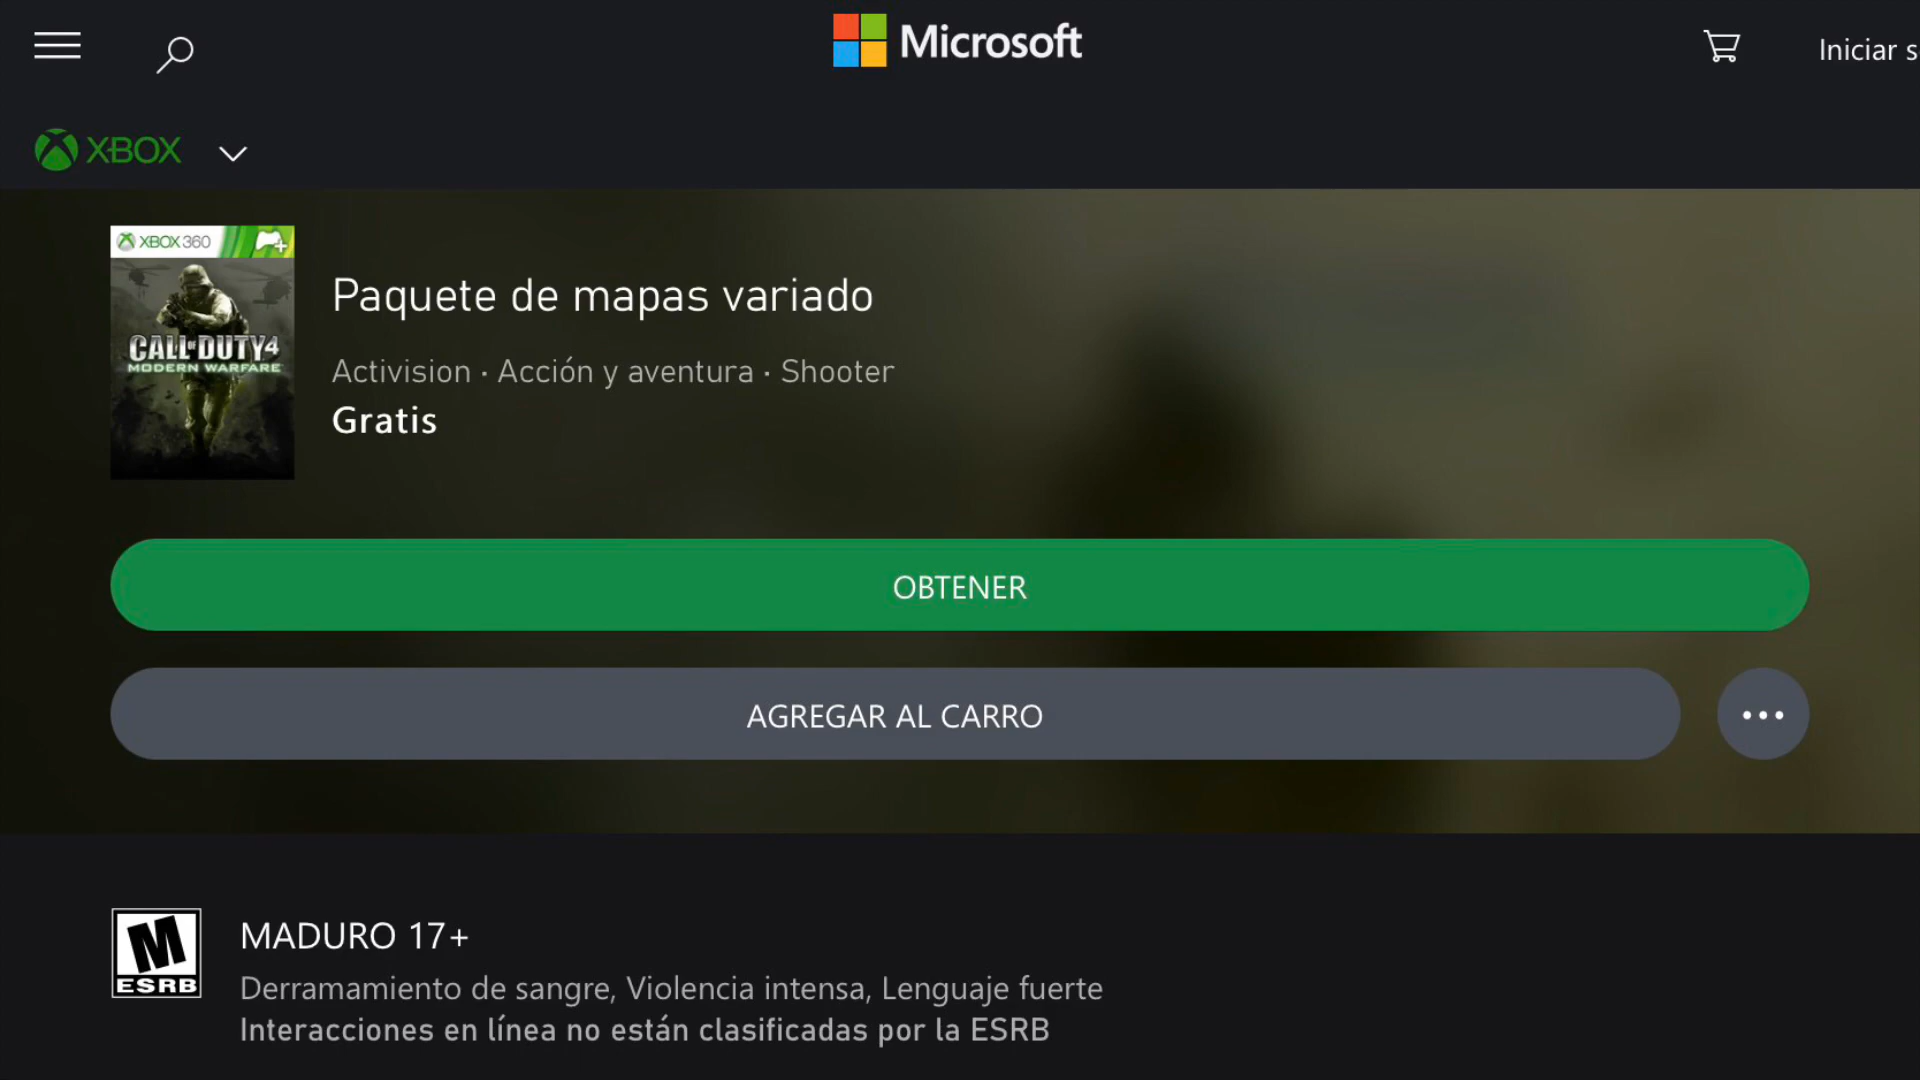 Microsoft
Iniciar s
XBOX
XBOX 360
CALL OF DUTY 4
MODERN WARFARE
Paquete de mapas variado
Activision · Acción y aventura · Shooter
Gratis
OBTENER
AGREGAR AL CARRO
M
ESRB
MADURO 17+
Derramamiento de sangre, Violencia intensa, Lenguaje fuerte
Interacciones en línea no están clasificadas por la ESRB